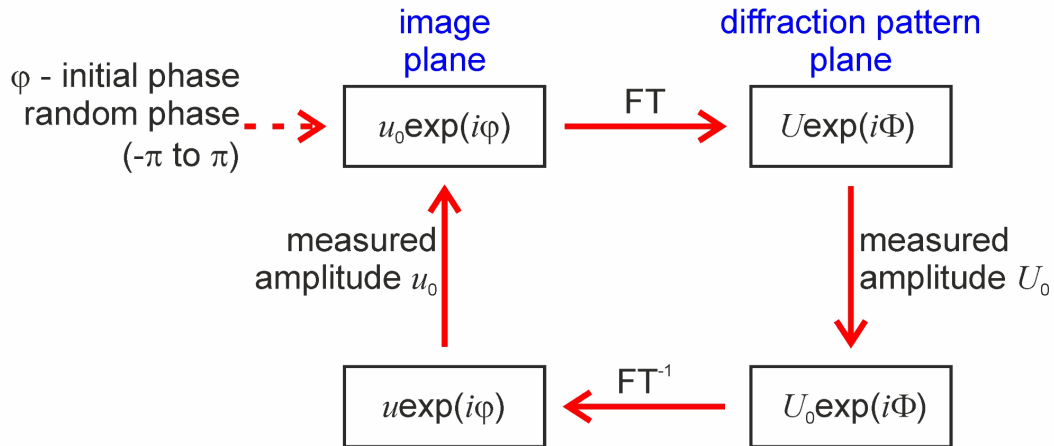 image
plane
diffraction pattern
plane
φ - initial phase
random phase
(-π to π)
u₀exp(iφ)
FT
Uexp(iΦ)
measured
amplitude u₀
measured
amplitude U₀
uexp(iφ)
FT⁻¹
U₀exp(iΦ)